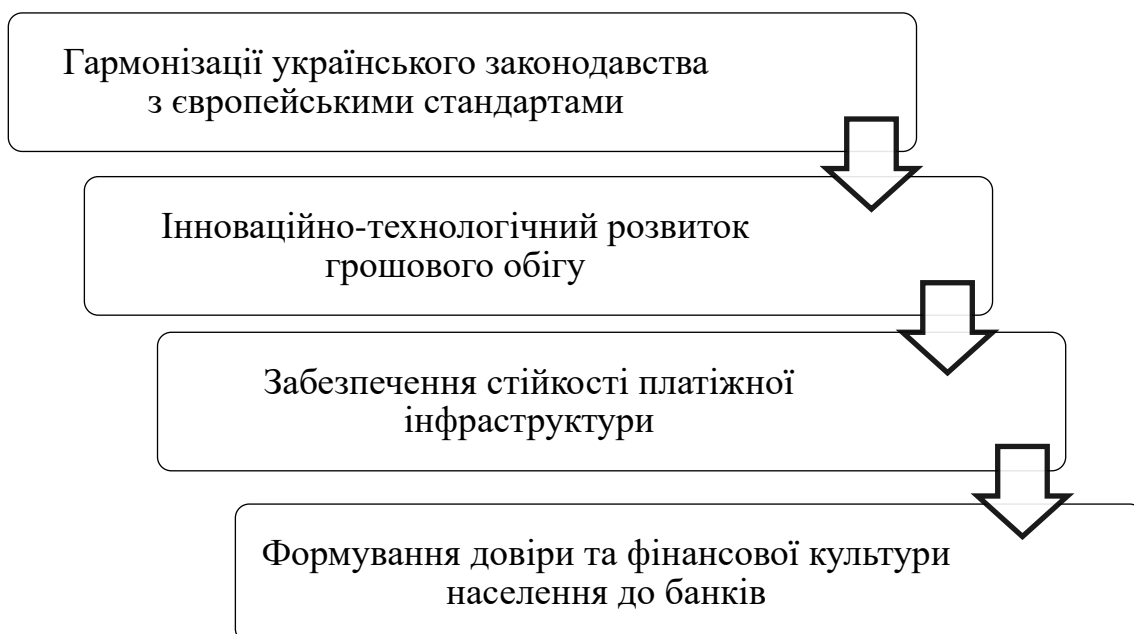 Гармонізації українського законодавства
з європейськими стандартами
Інноваційно-технологічний розвиток
грошового обігу
Забезпечення стійкості платіжної
інфраструктури
Формування довіри та фінансової культури
населення до банків